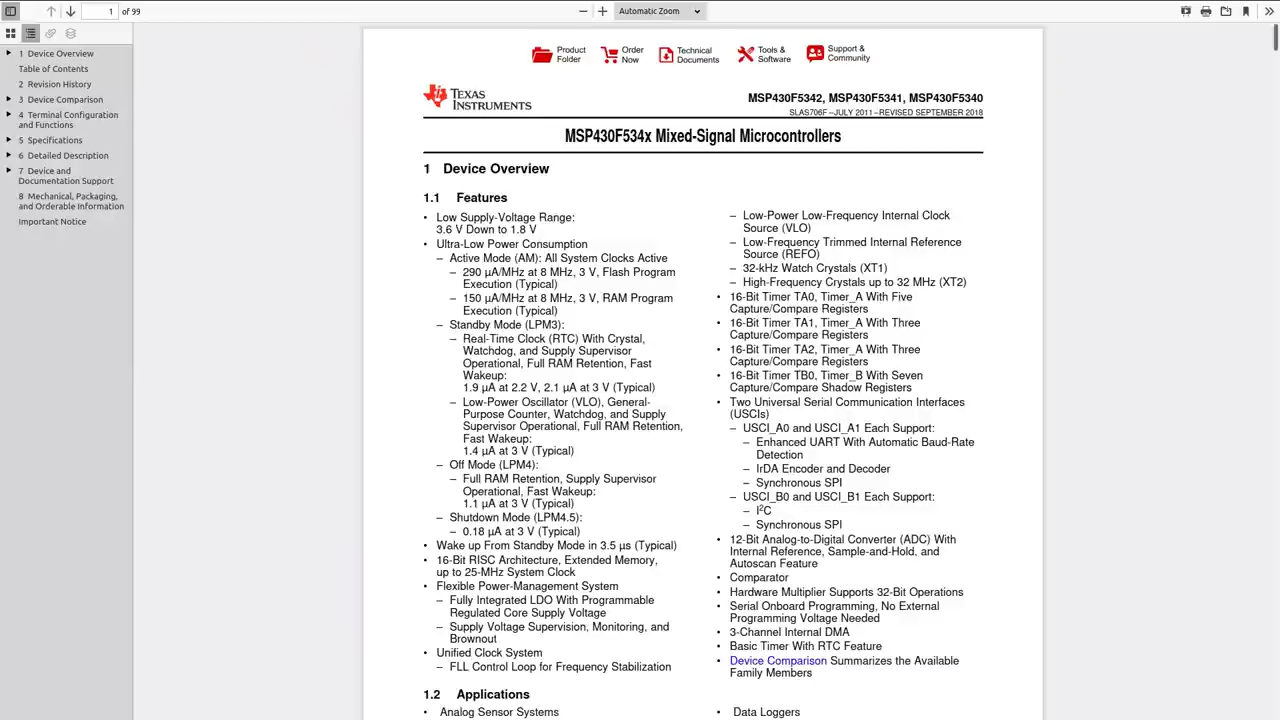 1
of 99
Automatic Zoom
1 Device Overview
Table of Contents
2 Revision History
3 Device Comparison
4 Terminal Configuration
and Functions
5 Specifications
6 Detailed Description
7 Device and
Documentation Support
8 Mechanical, Packaging,
and Orderable Information
Important Notice
Product
Folder
Order
Now
Technical
Documents
Tools &
Software
Support &
Community
TEXAS
INSTRUMENTS
MSP430F5342, MSP430F5341, MSP430F5340
SLAS706F –JULY 2011–REVISED SEPTEMBER 2018
MSP430F534x Mixed-Signal Microcontrollers
1 Device Overview
1.1 Features
• Low Supply-Voltage Range:
3.6 V Down to 1.8 V
• Ultra-Low Power Consumption
– Active Mode (AM): All System Clocks Active
– 290 µA/MHz at 8 MHz, 3 V, Flash Program
Execution (Typical)
– 150 µA/MHz at 8 MHz, 3 V, RAM Program
Execution (Typical)
– Standby Mode (LPM3):
– Real-Time Clock (RTC) With Crystal,
Watchdog, and Supply Supervisor
Operational, Full RAM Retention, Fast
Wakeup:
1.9 µA at 2.2 V, 2.1 µA at 3 V (Typical)
– Low-Power Oscillator (VLO), General-
Purpose Counter, Watchdog, and Supply
Supervisor Operational, Full RAM Retention,
Fast Wakeup:
1.4 µA at 3 V (Typical)
– Off Mode (LPM4):
– Full RAM Retention, Supply Supervisor
Operational, Fast Wakeup:
1.1 µA at 3 V (Typical)
– Shutdown Mode (LPM4.5):
– 0.18 µA at 3 V (Typical)
• Wake up From Standby Mode in 3.5 µs (Typical)
• 16-Bit RISC Architecture, Extended Memory,
up to 25-MHz System Clock
• Flexible Power-Management System
– Fully Integrated LDO With Programmable
Regulated Core Supply Voltage
– Supply Voltage Supervision, Monitoring, and
Brownout
• Unified Clock System
– FLL Control Loop for Frequency Stabilization
– Low-Power Low-Frequency Internal Clock
Source (VLO)
– Low-Frequency Trimmed Internal Reference
Source (REFO)
– 32-kHz Watch Crystals (XT1)
– High-Frequency Crystals up to 32 MHz (XT2)
• 16-Bit Timer TA0, Timer_A With Five
Capture/Compare Registers
• 16-Bit Timer TA1, Timer_A With Three
Capture/Compare Registers
• 16-Bit Timer TA2, Timer_A With Three
Capture/Compare Registers
• 16-Bit Timer TB0, Timer_B With Seven
Capture/Compare Shadow Registers
• Two Universal Serial Communication Interfaces
(USCIs)
– USCI_A0 and USCI_A1 Each Support:
– Enhanced UART With Automatic Baud-Rate
Detection
– IrDA Encoder and Decoder
– Synchronous SPI
– USCI_B0 and USCI_B1 Each Support:
– I²C
– Synchronous SPI
• 12-Bit Analog-to-Digital Converter (ADC) With
Internal Reference, Sample-and-Hold, and
Autoscan Feature
• Comparator
• Hardware Multiplier Supports 32-Bit Operations
• Serial Onboard Programming, No External
Programming Voltage Needed
• 3-Channel Internal DMA
• Basic Timer With RTC Feature
• Device Comparison Summarizes the Available
Family Members
1.2 Applications
• Analog Sensor Systems
• Data Loggers